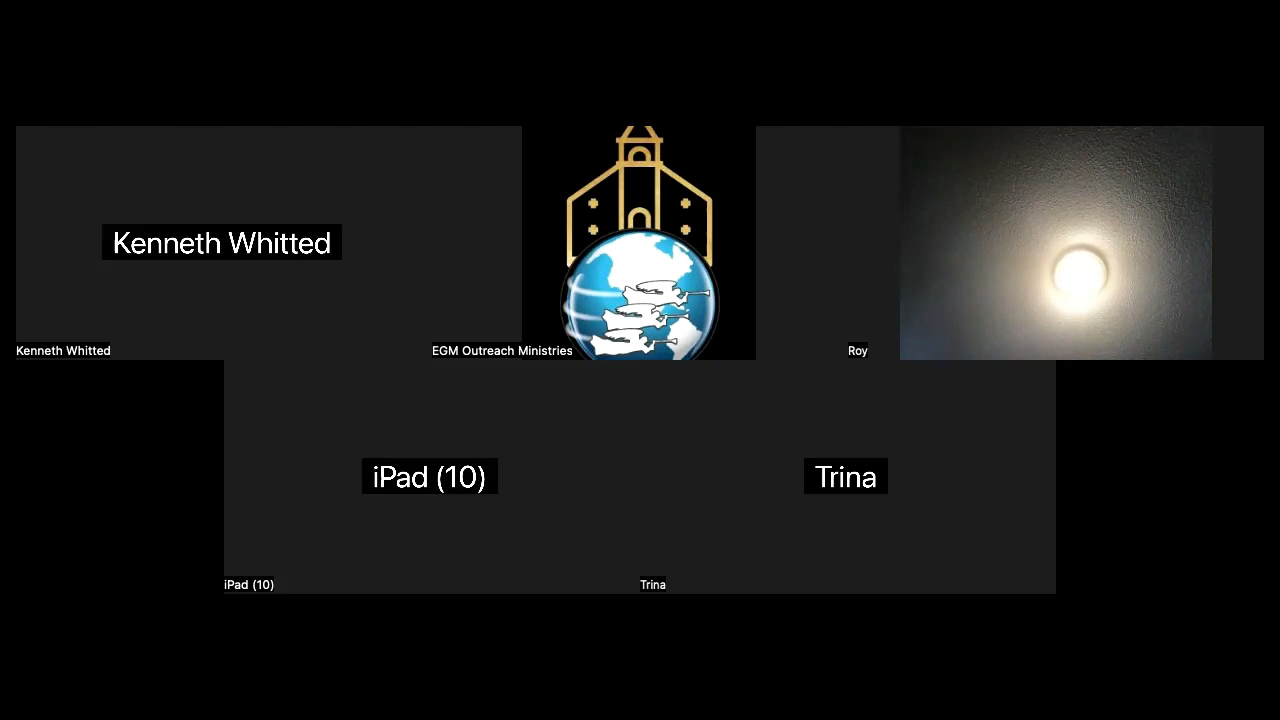 Kenneth Whitted
Kenneth Whitted
EGM Outreach Ministries
Roy
iPad (10)
Trina
iPad (10)
Trina